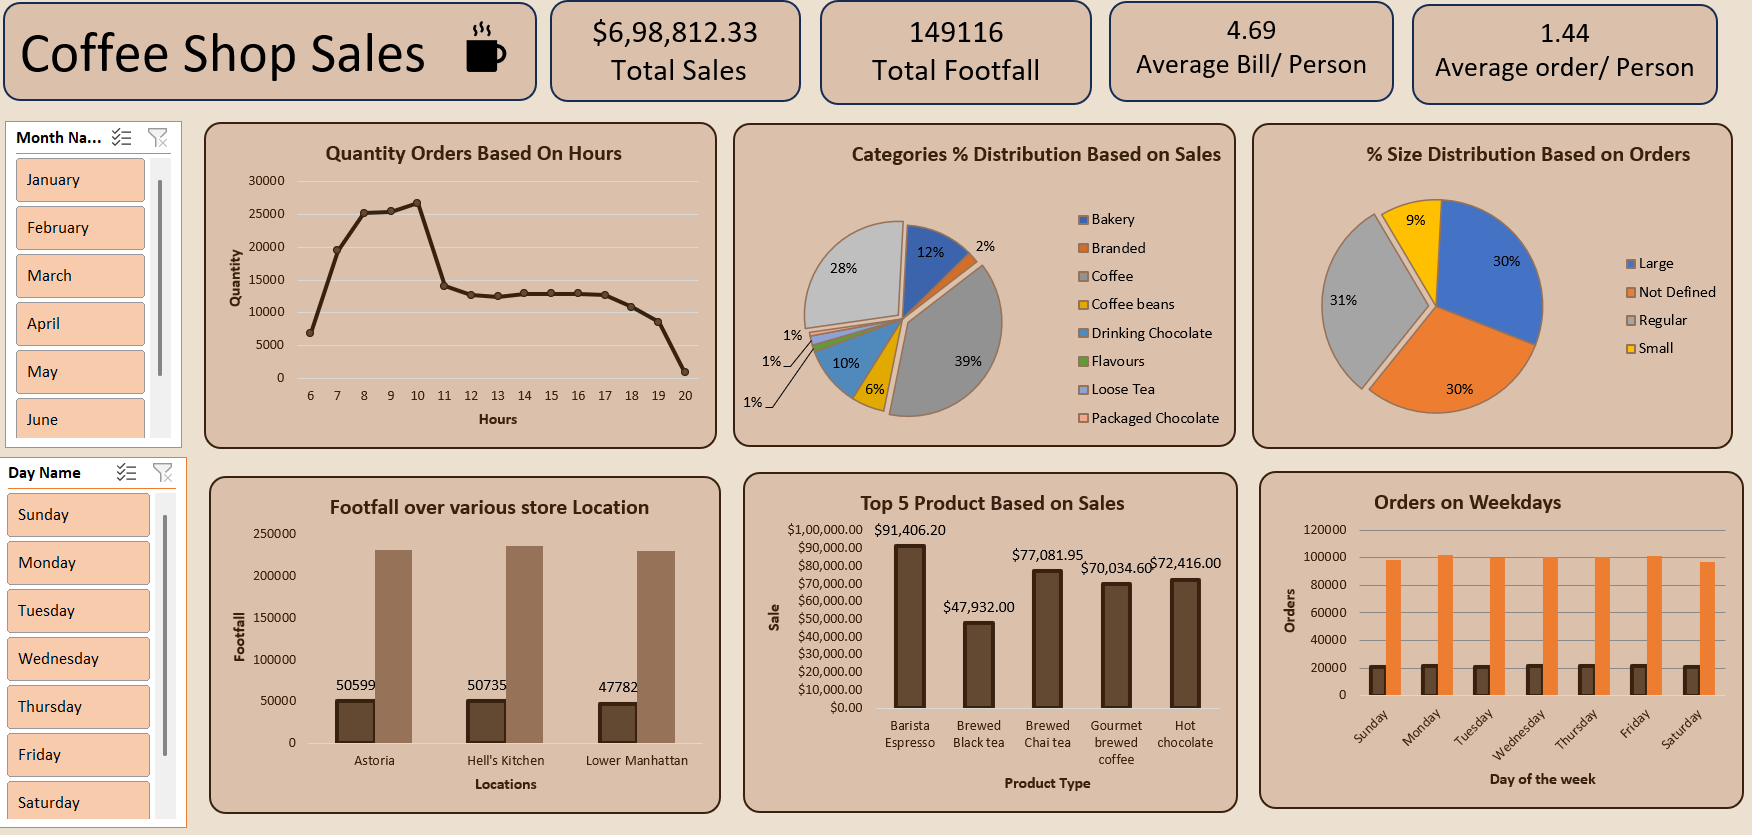 Coffee Shop Sales
$6,98,812.33
Total Sales
149116
Total Footfall
4.69
Average Bill/ Person
1.44
Average order/ Person
Month Na...
January
February
March
April
May
June
Day Name
Sunday
Monday
Tuesday
Wednesday
Thursday
Friday
Saturday
Quantity Orders Based On Hours
Quantity
30000
25000
20000
15000
10000
5000
0
6 7 8 9 10 11 12 13 14 15 16 17 18 19 20
Hours
Categories % Distribution Based on Sales
12%
2%
39%
6%
10%
1%
1%
1%
28%
Bakery
Branded
Coffee
Coffee beans
Drinking Chocolate
Flavours
Loose Tea
Packaged Chocolate
% Size Distribution Based on Orders
30%
30%
31%
9%
Large
Not Defined
Regular
Small
Footfall over various store Location
Footfall
250000
200000
150000
100000
50000
0
50599
50735
47782
Astoria
Hell's Kitchen
Lower Manhattan
Locations
Top 5 Product Based on Sales
Sale
$1,00,000.00
$90,000.00
$80,000.00
$70,000.00
$60,000.00
$50,000.00
$40,000.00
$30,000.00
$20,000.00
$10,000.00
$0.00
$91,406.20
$47,932.00
$77,081.95
$70,034.60
$72,416.00
Barista
Espresso
Brewed
Black tea
Brewed
Chai tea
Gourmet
brewed
coffee
Hot
chocolate
Product Type
Orders on Weekdays
Orders
120000
100000
80000
60000
40000
20000
0
Sunday
Monday
Tuesday
Wednesday
Thursday
Friday
Saturday
Day of the week